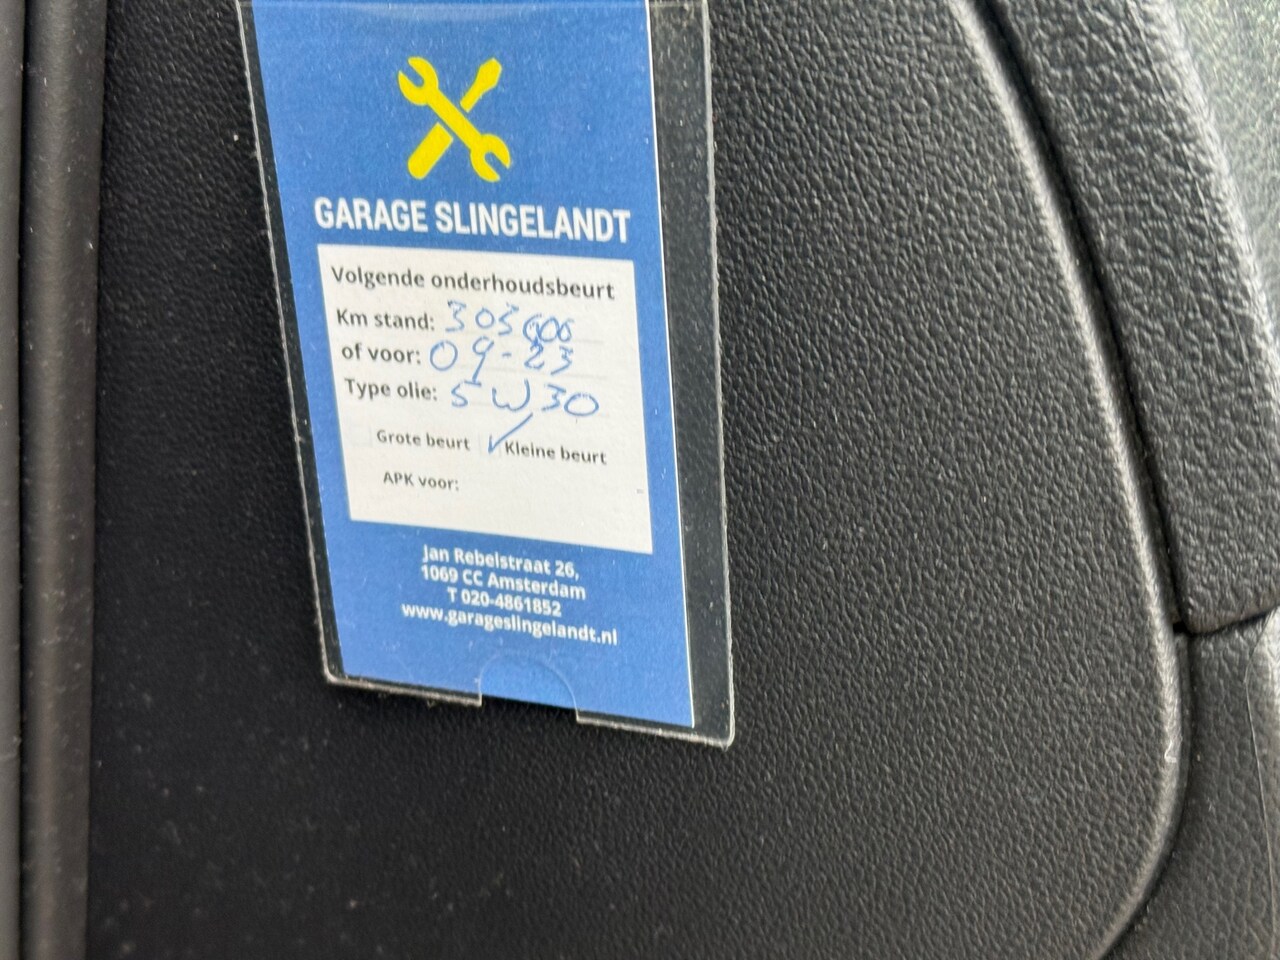 GARAGE SLINGELANDT
Volgende onderhoudsbeurt
Km stand: 303000
of voor: 09-23
Type olie: 5W30
Grote beurt Kleine beurt
APK voor:
Jan Rebelstraat 26,
1069 CC Amsterdam
T 020-4861852
www.garageslingelandt.nl